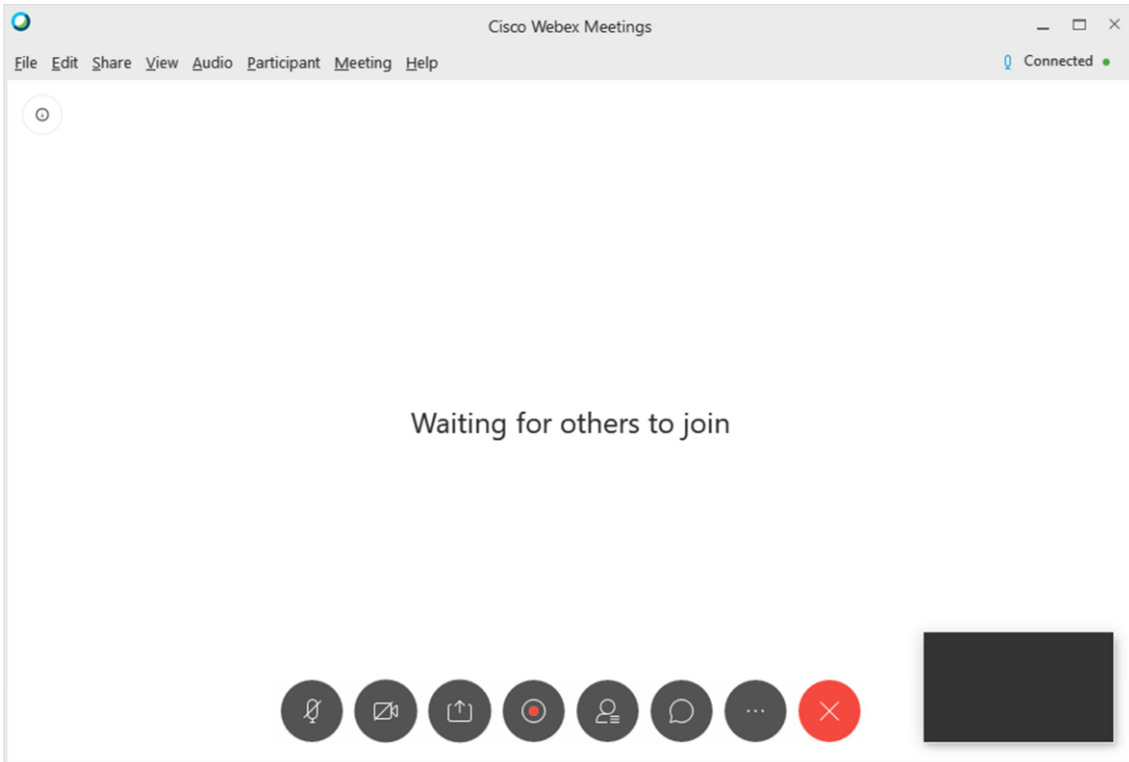 Cisco Webex Meetings
File Edit Share View Audio Participant Meeting Help
Connected
Waiting for others to join